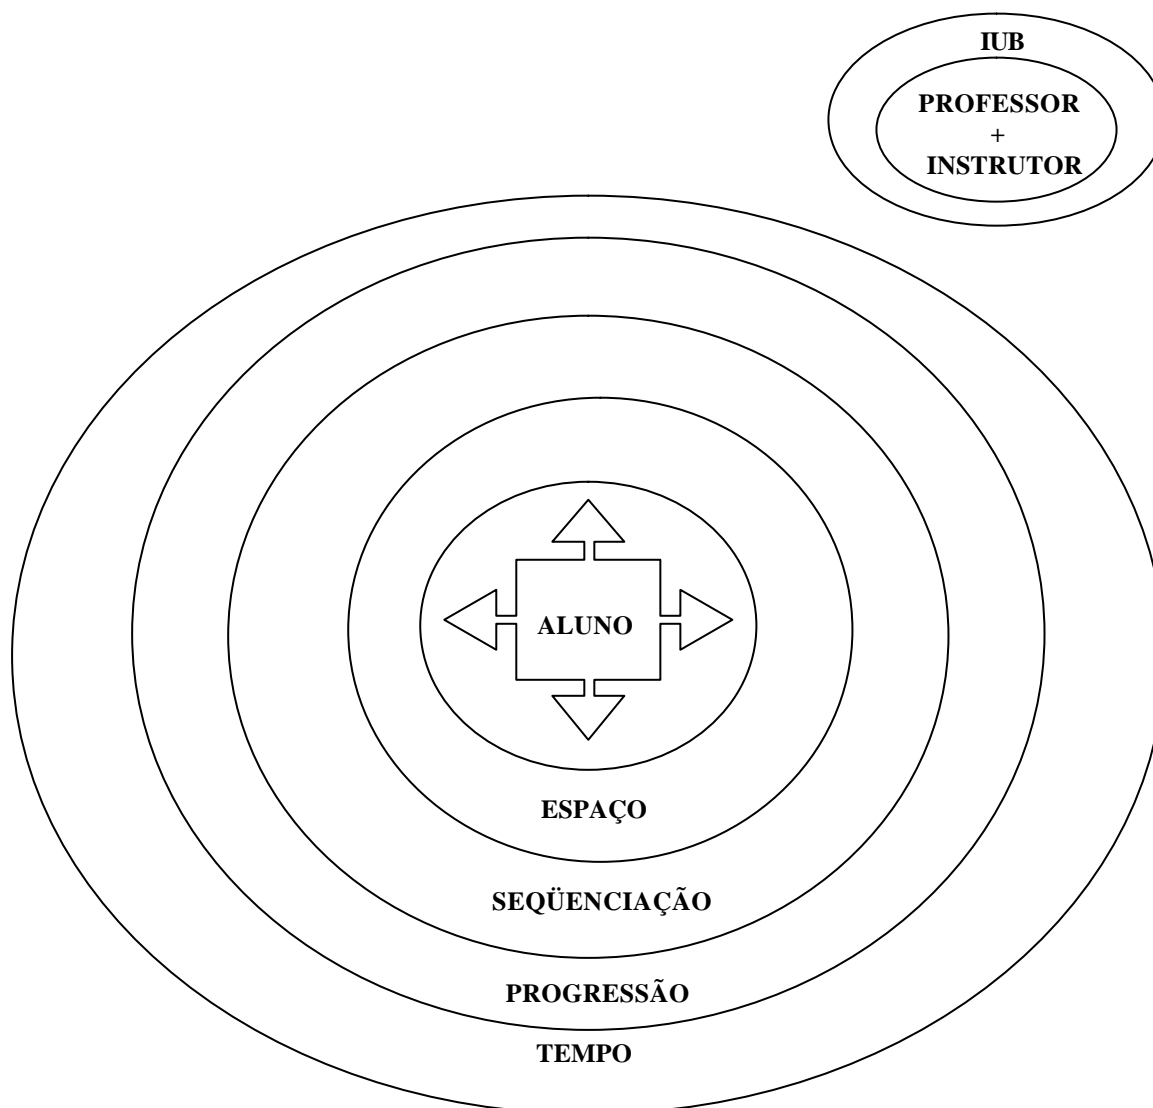 IUB
PROFESSOR
+
INSTRUTOR
ALUNO
ESPAÇO
SEQÜENCIAÇÃO
PROGRESSÃO
TEMPO